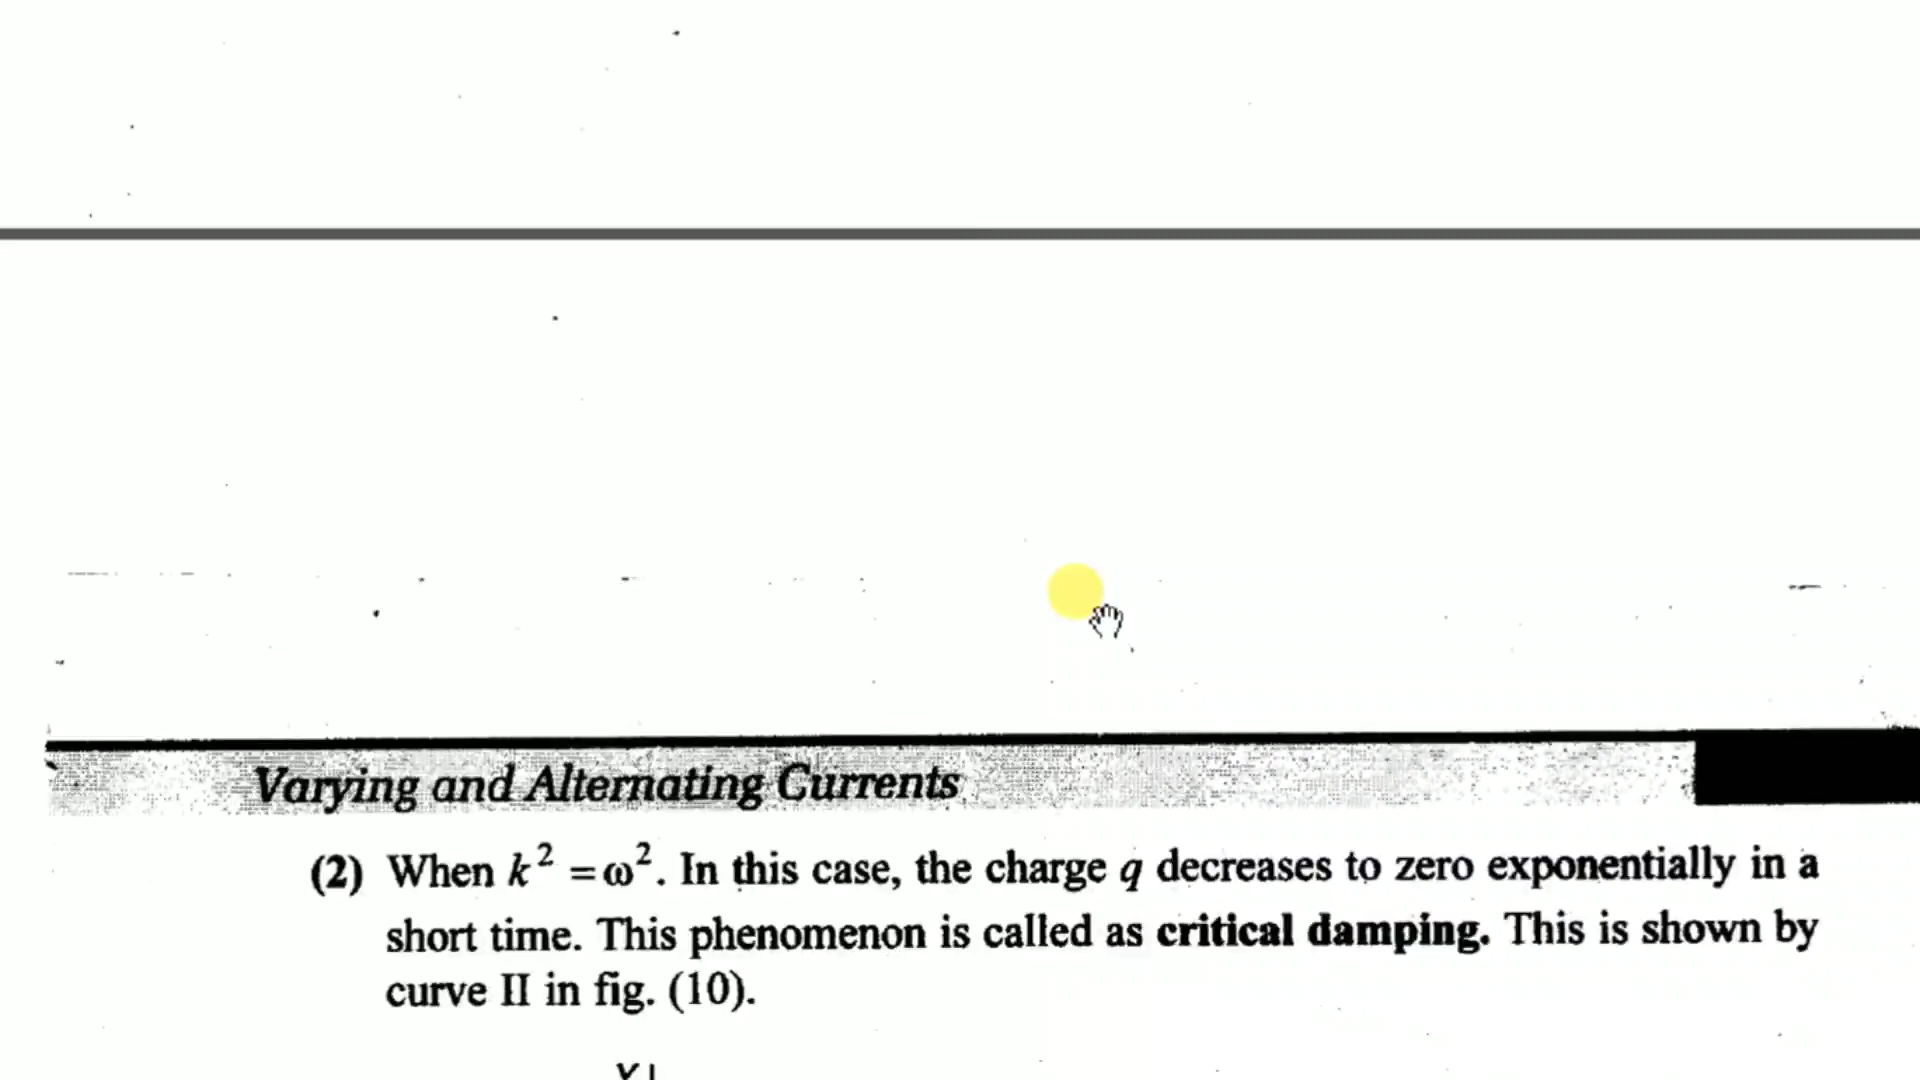 Varying and Alternating Currents
(2) When k² = ω². In this case, the charge q decreases to zero exponentially in a
short time. This phenomenon is called as critical damping. This is shown by
curve II in fig. (10).
Y